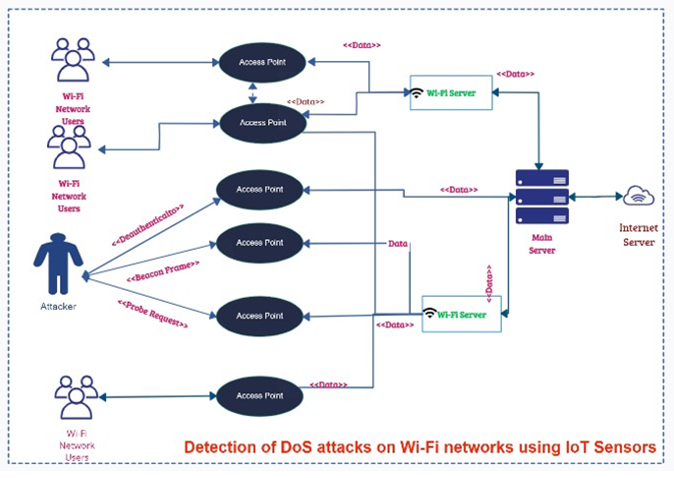 <<Data>>
Access Point
<<Data>>
Wi-Fi
Network
Users
Wi-Fi Server
<<Data>>
Access Point
Wi-Fi
Network
Users
Access Point
<<Data>>
<<Deauthenticaito>>
Main
Server
Internet
Server
Access Point
Data
<<Beacon Frame>>
Attacker
<<Data>>
<<Probe Request>>
Access Point
<<Data>>
Wi-Fi Server
Access Point
<<Data>>
Wi-Fi
Network
Users
Detection of DoS attacks on Wi-Fi networks using IoT Sensors